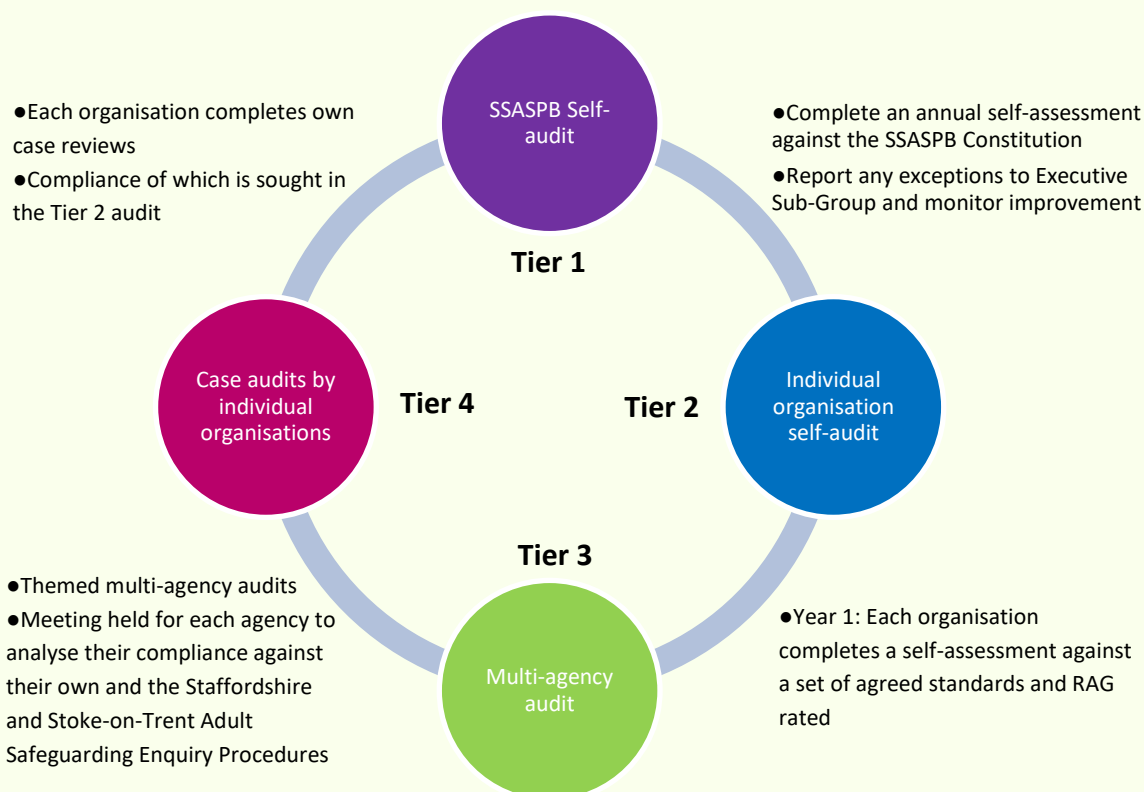 SSASPB Self-
audit
Tier 1
●Complete an annual self-assessment
against the SSASPB Constitution
●Report any exceptions to Executive
Sub-Group and monitor improvement
Individual
organisation
self-audit
Tier 2
●Year 1: Each organisation
completes a self-assessment against
a set of agreed standards and RAG
rated
Tier 3
Multi-agency
audit
●Themed multi-agency audits
●Meeting held for each agency to
analyse their compliance against
their own and the Staffordshire
and Stoke-on-Trent Adult
Safeguarding Enquiry Procedures
Case audits by
individual
organisations
Tier 4
●Each organisation completes own
case reviews
●Compliance of which is sought in
the Tier 2 audit